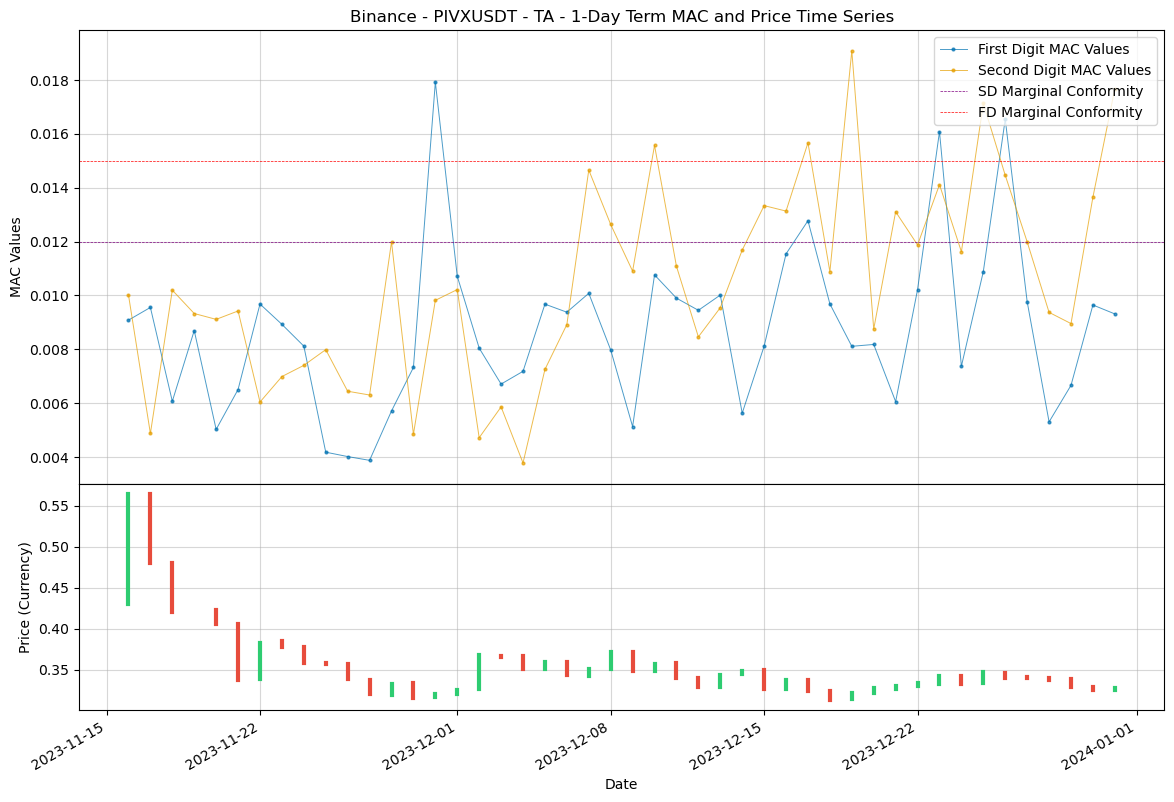 Binance - PIVXUSDT - TA - 1-Day Term MAC and Price Time Series
First Digit MAC Values
Second Digit MAC Values
SD Marginal Conformity
FD Marginal Conformity
MAC Values
0.018
0.016
0.014
0.012
0.010
0.008
0.006
0.004
Price (Currency)
0.55
0.50
0.45
0.40
0.35
2023-11-15
2023-11-22
2023-12-01
2023-12-08
2023-12-15
2023-12-22
2024-01-01
Date